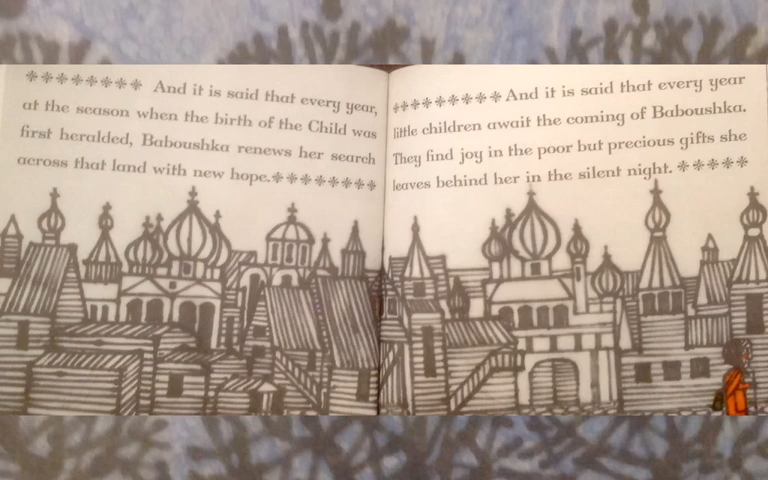 And it is said that every year,
at the season when the birth of the Child was
first heralded, Baboushka renews her search
across that land with new hope.
And it is said that every year
little children await the coming of Baboushka.
They find joy in the poor but precious gifts she
leaves behind her in the silent night.